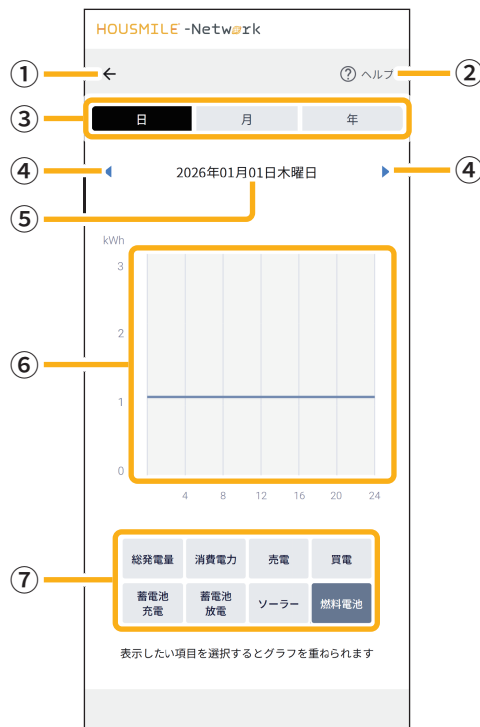 HOUSMILE-Network
① ← ? ヘルプ ②
③ 日 月 年
④ 2026年01月01日木曜日 ④
⑤
kWh
3
2
⑥
1
0
4 8 12 16 20 24
総発電量 消費電力 売電 買電
⑦
蓄電池充電 蓄電池放電 ソーラー 燃料電池
表示したい項目を選択するとグラフを重ねられます